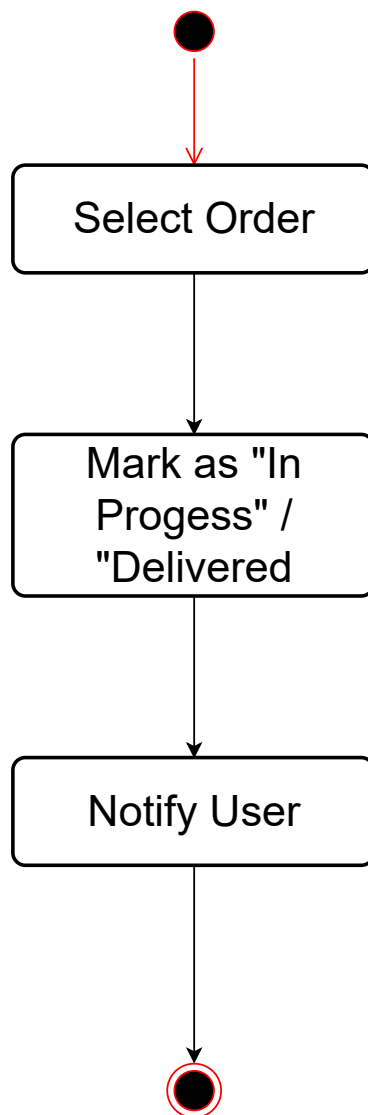 Select Order
Mark as "In
Progess" /
"Delivered
Notify User